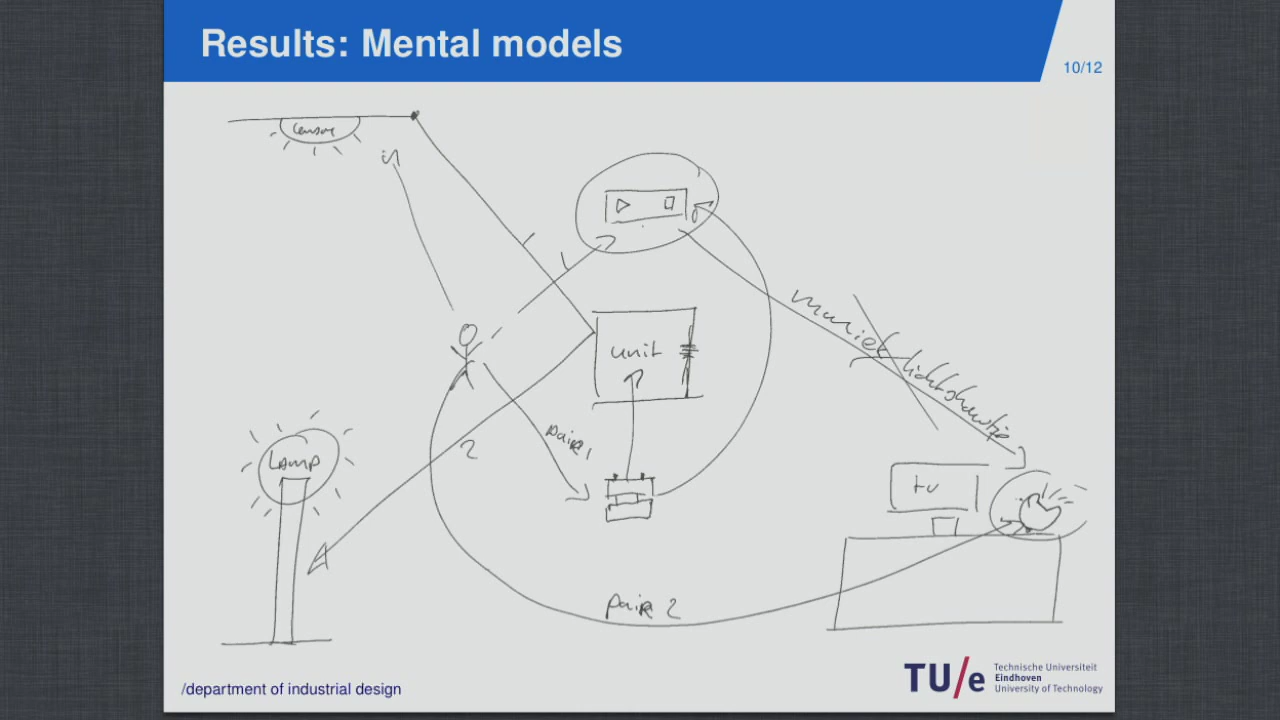 Results: Mental models
10/12
sensor
unit
muziek lichtshowtje
pair 1
2
LAMP
tv
pair 2
/department of industrial design
TU/e
Technische Universiteit
Eindhoven
University of Technology